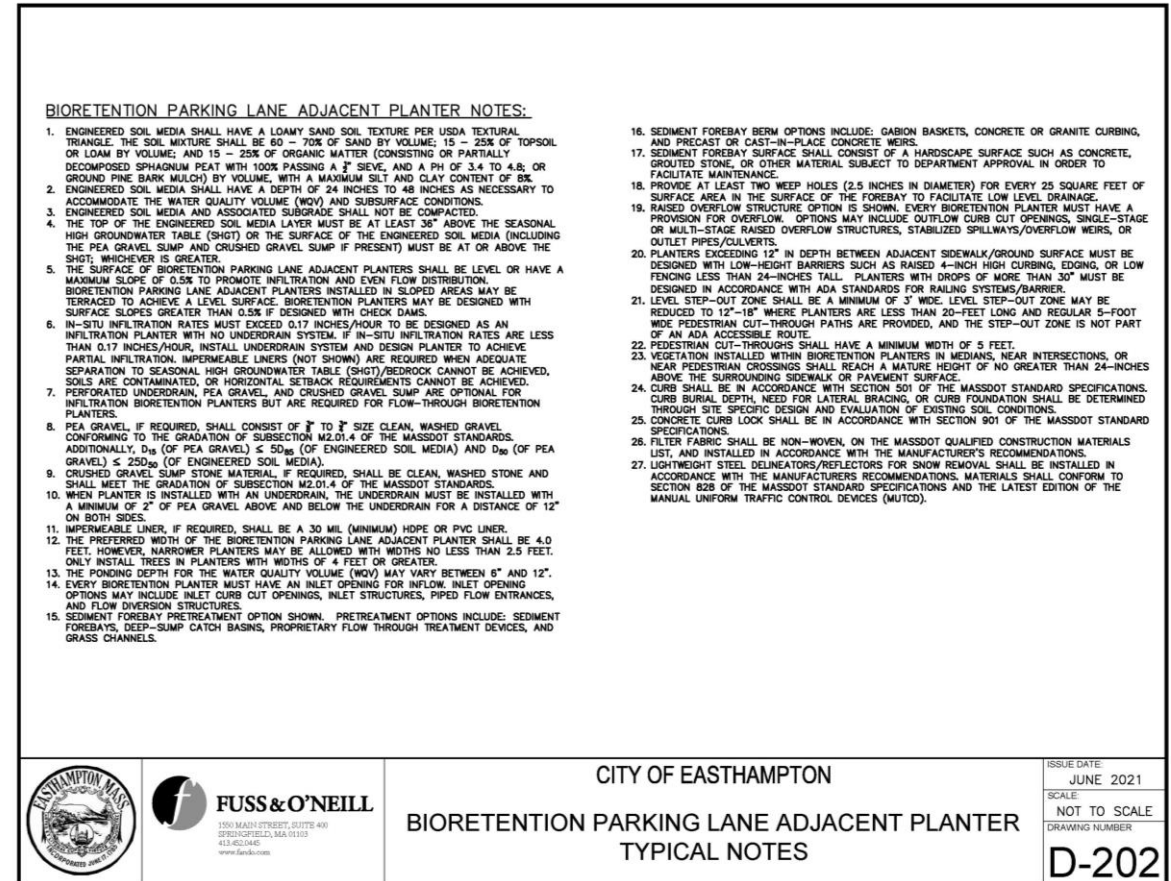 BIORETENTION PARKING LANE ADJACENT PLANTER NOTES:
1. ENGINEERED SOIL MEDIA SHALL HAVE A LOAMY SAND SOIL TEXTURE PER USDA TEXTURAL
TRIANGLE. THE SOIL MIXTURE SHALL BE 60 – 70% OF SAND BY VOLUME; 15 – 25% OF TOPSOIL
OR LOAM BY VOLUME; AND 15 – 25% OF ORGANIC MATTER (CONSISTING OR PARTIALLY
DECOMPOSED SPHAGNUM PEAT WITH 100% PASSING A SIEVE, AND A PH OF 3.4 TO 4.8; OR
GROUND PINE BARK MULCH) BY VOLUME, WITH A MAXIMUM SILT AND CLAY CONTENT OF 8%.
2. ENGINEERED SOIL MEDIA SHALL HAVE A DEPTH OF 24 INCHES TO 48 INCHES AS NECESSARY TO
ACCOMMODATE THE WATER QUALITY VOLUME (WQV) AND SUBSURFACE CONDITIONS.
3. ENGINEERED SOIL MEDIA AND ASSOCIATED SUBGRADE SHALL NOT BE COMPACTED.
4. THE TOP OF THE ENGINEERED SOIL MEDIA LAYER MUST BE AT LEAST 36" ABOVE THE SEASONAL
HIGH GROUNDWATER TABLE (SHGT) OR THE SURFACE OF THE ENGINEERED SOIL MEDIA (INCLUDING
THE PEA GRAVEL SUMP AND CRUSHED GRAVEL SUMP IF PRESENT) MUST BE AT OR ABOVE THE
SHGT; WHICHEVER IS GREATER.
5. THE SURFACE OF BIORETENTION PARKING LANE ADJACENT PLANTERS SHALL BE LEVEL OR HAVE A
MAXIMUM SLOPE OF 0.5% TO PROMOTE INFILTRATION AND EVEN FLOW DISTRIBUTION.
BIORETENTION PARKING LANE ADJACENT PLANTERS INSTALLED IN SLOPED AREAS MAY BE
TERRACED TO ACHIEVE A LEVEL SURFACE. BIORETENTION PLANTERS MAY BE DESIGNED WITH
SURFACE SLOPES GREATER THAN 0.5% IF DESIGNED WITH CHECK DAMS.
6. IN-SITU INFILTRATION RATES MUST EXCEED 0.17 INCHES/HOUR TO BE DESIGNED AS AN
INFILTRATION PLANTER WITH NO UNDERDRAIN SYSTEM. IF IN-SITU INFILTRATION RATES ARE LESS
THAN 0.17 INCHES/HOUR, INSTALL UNDERDRAIN SYSTEM AND DESIGN PLANTER TO ACHIEVE
PARTIAL INFILTRATION. IMPERMEABLE LINERS (NOT SHOWN) ARE REQUIRED WHEN ADEQUATE
SEPARATION TO SEASONAL HIGH GROUNDWATER TABLE (SHGT)/BEDROCK CANNOT BE ACHIEVED,
SOILS ARE CONTAMINATED, OR HORIZONTAL SETBACK REQUIREMENTS CANNOT BE ACHIEVED.
7. PERFORATED UNDERDRAIN, PEA GRAVEL, AND CRUSHED GRAVEL SUMP ARE OPTIONAL FOR
INFILTRATION BIORETENTION PLANTERS BUT ARE REQUIRED FOR FLOW-THROUGH BIORETENTION
PLANTERS.
8. PEA GRAVEL, IF REQUIRED, SHALL CONSIST OF TO SIZE CLEAN, WASHED GRAVEL
CONFORMING TO THE GRADATION OF SUBSECTION M2.01.4 OF THE MASSDOT STANDARDS.
ADDITIONALLY, D15 (OF PEA GRAVEL) ≤ 5D85 (OF ENGINEERED SOIL MEDIA) AND D50 (OF PEA
GRAVEL) ≤ 25D50 (OF ENGINEERED SOIL MEDIA).
9. CRUSHED GRAVEL SUMP STONE MATERIAL, IF REQUIRED, SHALL BE CLEAN, WASHED STONE AND
SHALL MEET THE GRADATION OF SUBSECTION M2.01.4 OF THE MASSDOT STANDARDS.
10. WHEN PLANTER IS INSTALLED WITH AN UNDERDRAIN, THE UNDERDRAIN MUST BE INSTALLED WITH
A MINIMUM OF 2" OF PEA GRAVEL ABOVE AND BELOW THE UNDERDRAIN FOR A DISTANCE OF 12"
ON BOTH SIDES.
11. IMPERMEABLE LINER, IF REQUIRED, SHALL BE A 30 MIL (MINIMUM) HDPE OR PVC LINER.
12. THE PREFERRED WIDTH OF THE BIORETENTION PARKING LANE ADJACENT PLANTER SHALL BE 4.0
FEET. HOWEVER, NARROWER PLANTERS MAY BE ALLOWED WITH WIDTHS NO LESS THAN 2.5 FEET.
ONLY INSTALL TREES IN PLANTERS WITH WIDTHS OF 4 FEET OR GREATER.
13. THE PONDING DEPTH FOR THE WATER QUALITY VOLUME (WQV) MAY VARY BETWEEN 6" AND 12".
14. EVERY BIORETENTION PLANTER MUST HAVE AN INLET OPENING FOR INFLOW. INLET OPENING
OPTIONS MAY INCLUDE INLET CURB CUT OPENINGS, INLET STRUCTURES, PIPED FLOW ENTRANCES,
AND FLOW DIVERSION STRUCTURES.
15. SEDIMENT FOREBAY PRETREATMENT OPTION SHOWN. PRETREATMENT OPTIONS INCLUDE: SEDIMENT
FOREBAYS, DEEP-SUMP CATCH BASINS, PROPRIETARY FLOW THROUGH TREATMENT DEVICES, AND
GRASS CHANNELS.
16. SEDIMENT FOREBAY BERM OPTIONS INCLUDE: GABION BASKETS, CONCRETE OR GRANITE CURBING,
AND PRECAST OR CAST-IN-PLACE CONCRETE WEIRS.
17. SEDIMENT FOREBAY SURFACE SHALL CONSIST OF A HARDSCAPE SURFACE SUCH AS CONCRETE,
GROUTED STONE, OR OTHER MATERIAL SUBJECT TO DEPARTMENT APPROVAL IN ORDER TO
FACILITATE MAINTENANCE.
18. PROVIDE AT LEAST TWO WEEP HOLES (2.5 INCHES IN DIAMETER) FOR EVERY 25 SQUARE FEET OF
SURFACE AREA IN THE SURFACE OF THE FOREBAY TO FACILITATE LOW LEVEL DRAINAGE.
19. RAISED OVERFLOW STRUCTURE OPTION IS SHOWN. EVERY BIORETENTION PLANTER MUST HAVE A
PROVISION FOR OVERFLOW. OPTIONS MAY INCLUDE OUTFLOW CURB CUT OPENINGS, SINGLE-STAGE
OR MULTI-STAGE RAISED OVERFLOW STRUCTURES, STABILIZED SPILLWAYS/OVERFLOW WEIRS, OR
OUTLET PIPES/CULVERTS.
20. PLANTERS EXCEEDING 12" IN DEPTH BETWEEN ADJACENT SIDEWALK/GROUND SURFACE MUST BE
DESIGNED WITH LOW-HEIGHT BARRIERS SUCH AS RAISED 4-INCH HIGH CURBING, EDGING, OR LOW
FENCING LESS THAN 24-INCHES TALL. PLANTERS WITH DROPS OF MORE THAN 30" MUST BE
DESIGNED IN ACCORDANCE WITH ADA STANDARDS FOR RAILING SYSTEMS/BARRIER.
21. LEVEL STEP-OUT ZONE SHALL BE A MINIMUM OF 3' WIDE. LEVEL STEP-OUT ZONE MAY BE
REDUCED TO 12"-18" WHERE PLANTERS ARE LESS THAN 20-FEET LONG AND REGULAR 5-FOOT
WIDE PEDESTRIAN CUT-THROUGH PATHS ARE PROVIDED, AND THE STEP-OUT ZONE IS NOT PART
OF AN ADA ACCESSIBLE ROUTE.
22. PEDESTRIAN CUT-THROUGHS SHALL HAVE A MINIMUM WIDTH OF 5 FEET.
23. VEGETATION INSTALLED WITHIN BIORETENTION PLANTERS IN MEDIANS, NEAR INTERSECTIONS, OR
NEAR PEDESTRIAN CROSSINGS SHALL REACH A MATURE HEIGHT OF NO GREATER THAN 24-INCHES
ABOVE THE SURROUNDING SIDEWALK OR PAVEMENT SURFACE.
24. CURB SHALL BE IN ACCORDANCE WITH SECTION 501 OF THE MASSDOT STANDARD SPECIFICATIONS.
CURB BURIAL DEPTH, NEED FOR LATERAL BRACING, OR CURB FOUNDATION SHALL BE DETERMINED
THROUGH SITE SPECIFIC DESIGN AND EVALUATION OF EXISTING SOIL CONDITIONS.
25. CONCRETE CURB LOCK SHALL BE IN ACCORDANCE WITH SECTION 901 OF THE MASSDOT STANDARD
SPECIFICATIONS.
26. FILTER FABRIC SHALL BE NON-WOVEN, ON THE MASSDOT QUALIFIED CONSTRUCTION MATERIALS
LIST, AND INSTALLED IN ACCORDANCE WITH THE MANUFACTURER'S RECOMMENDATIONS.
27. LIGHTWEIGHT STEEL DELINEATORS/REFLECTORS FOR SNOW REMOVAL SHALL BE INSTALLED IN
ACCORDANCE WITH THE MANUFACTURERS RECOMMENDATIONS. MATERIALS SHALL CONFORM TO
SECTION 828 OF THE MASSDOT STANDARD SPECIFICATIONS AND THE LATEST EDITION OF THE
MANUAL UNIFORM TRAFFIC CONTROL DEVICES (MUTCD).
EASTHAMPTON, MASS.
INCORPORATED JUNE 17, 1785
f
FUSS & O'NEILL
1550 MAIN STREET, SUITE 400
SPRINGFIELD, MA 01103
413.452.0445
www.fando.com
CITY OF EASTHAMPTON
BIORETENTION PARKING LANE ADJACENT PLANTER
TYPICAL NOTES
ISSUE DATE:
JUNE 2021
SCALE:
NOT TO SCALE
DRAWING NUMBER
D-202